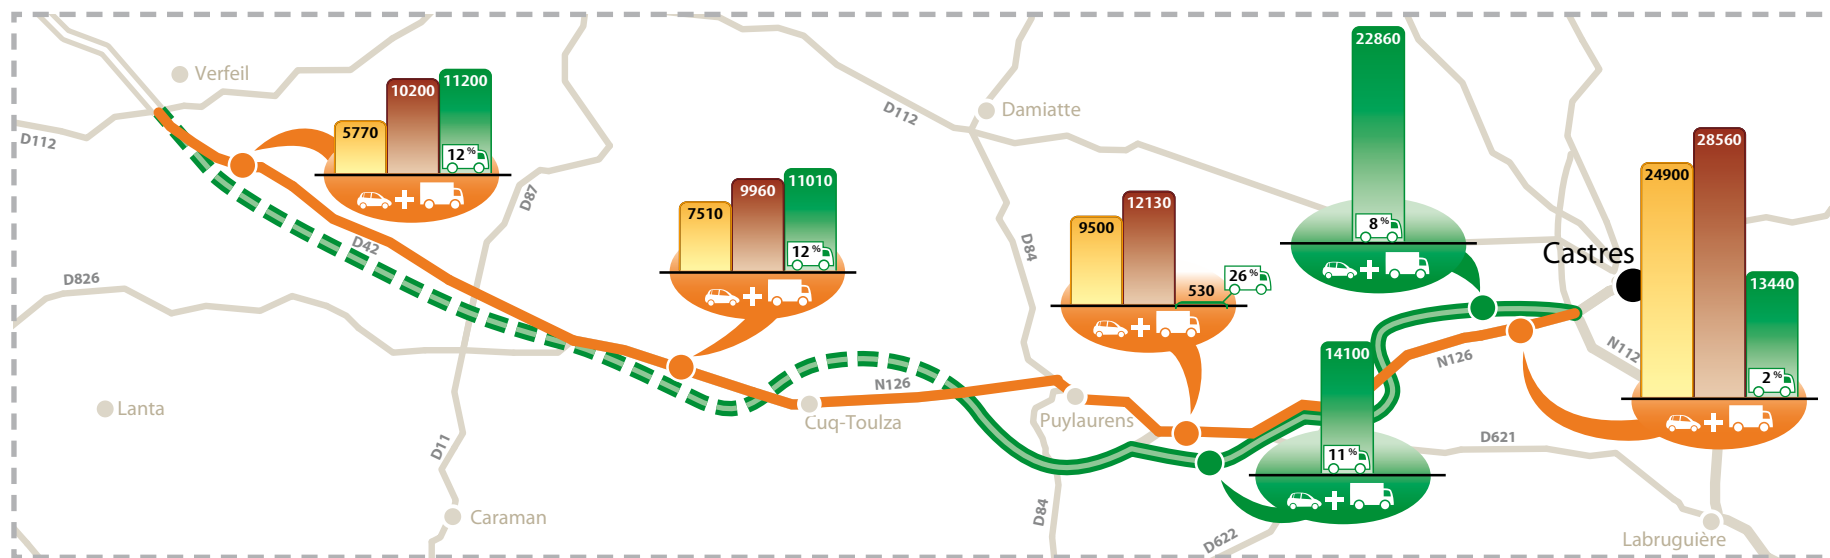 22860
Verfeil
11200
10200
D112
Damiatte
D112
5770
12 %
28560
24900
11010
9960
D87
12130
7510
9500
8 %
D42
D84
12 %
Castres
D826
26 %
530
13440
14100
N126
N112
2 %
N126
Lanta
Cuq-Toulza
Puylaurens
D11
D621
11 %
Caraman
D84
D622
Labruguière